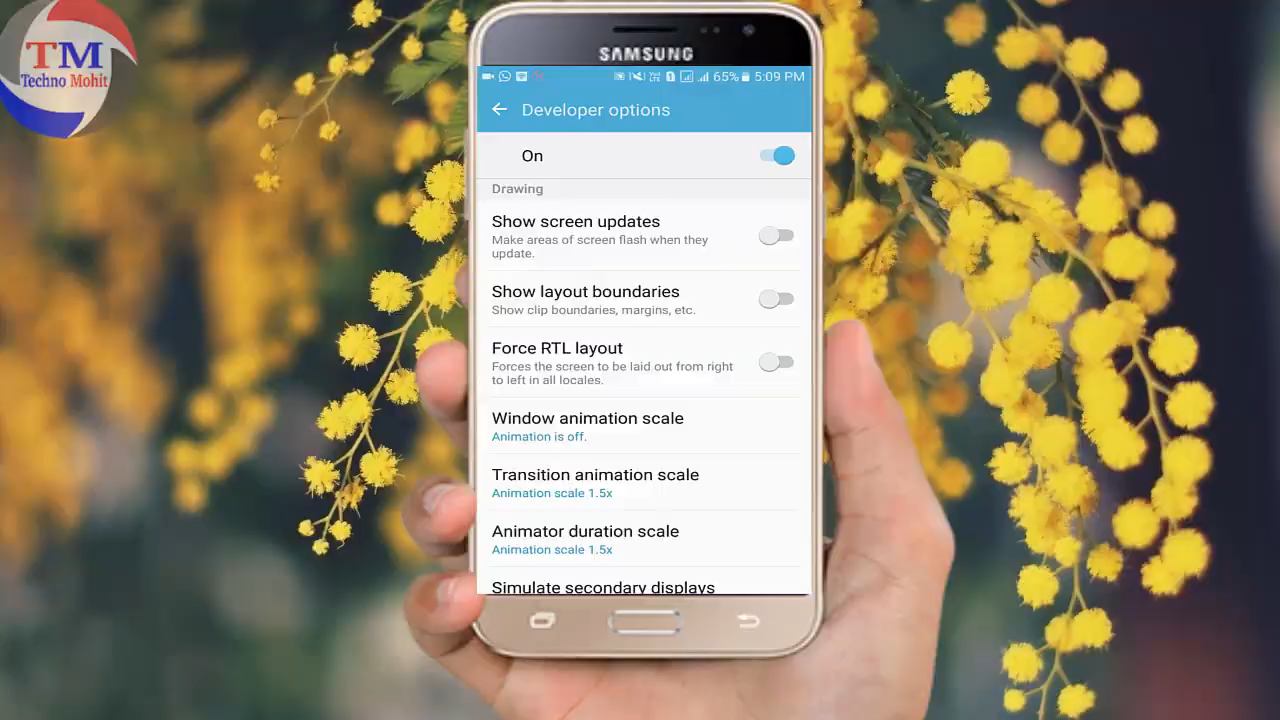 TM
Techno Mohit
SAMSUNG
65% 5:09 PM
Developer options
On
Drawing
Show screen updates
Make areas of screen flash when they
update.
Show layout boundaries
Show clip boundaries, margins, etc.
Force RTL layout
Forces the screen to be laid out from right
to left in all locales.
Window animation scale
Animation is off.
Transition animation scale
Animation scale 1.5x
Animator duration scale
Animation scale 1.5x
Simulate secondary displays